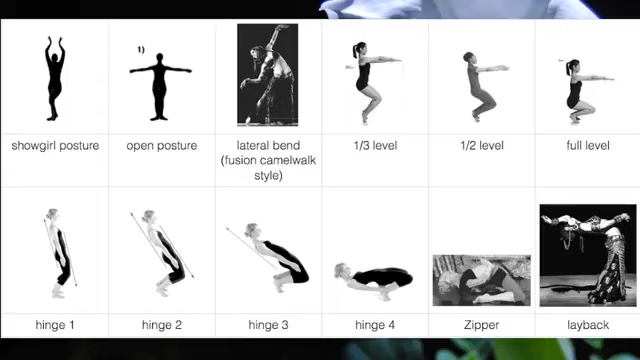 1)
showgirl posture
open posture
lateral bend
(fusion camelwalk
style)
1/3 level
1/2 level
full level
hinge 1
hinge 2
hinge 3
hinge 4
Zipper
layback